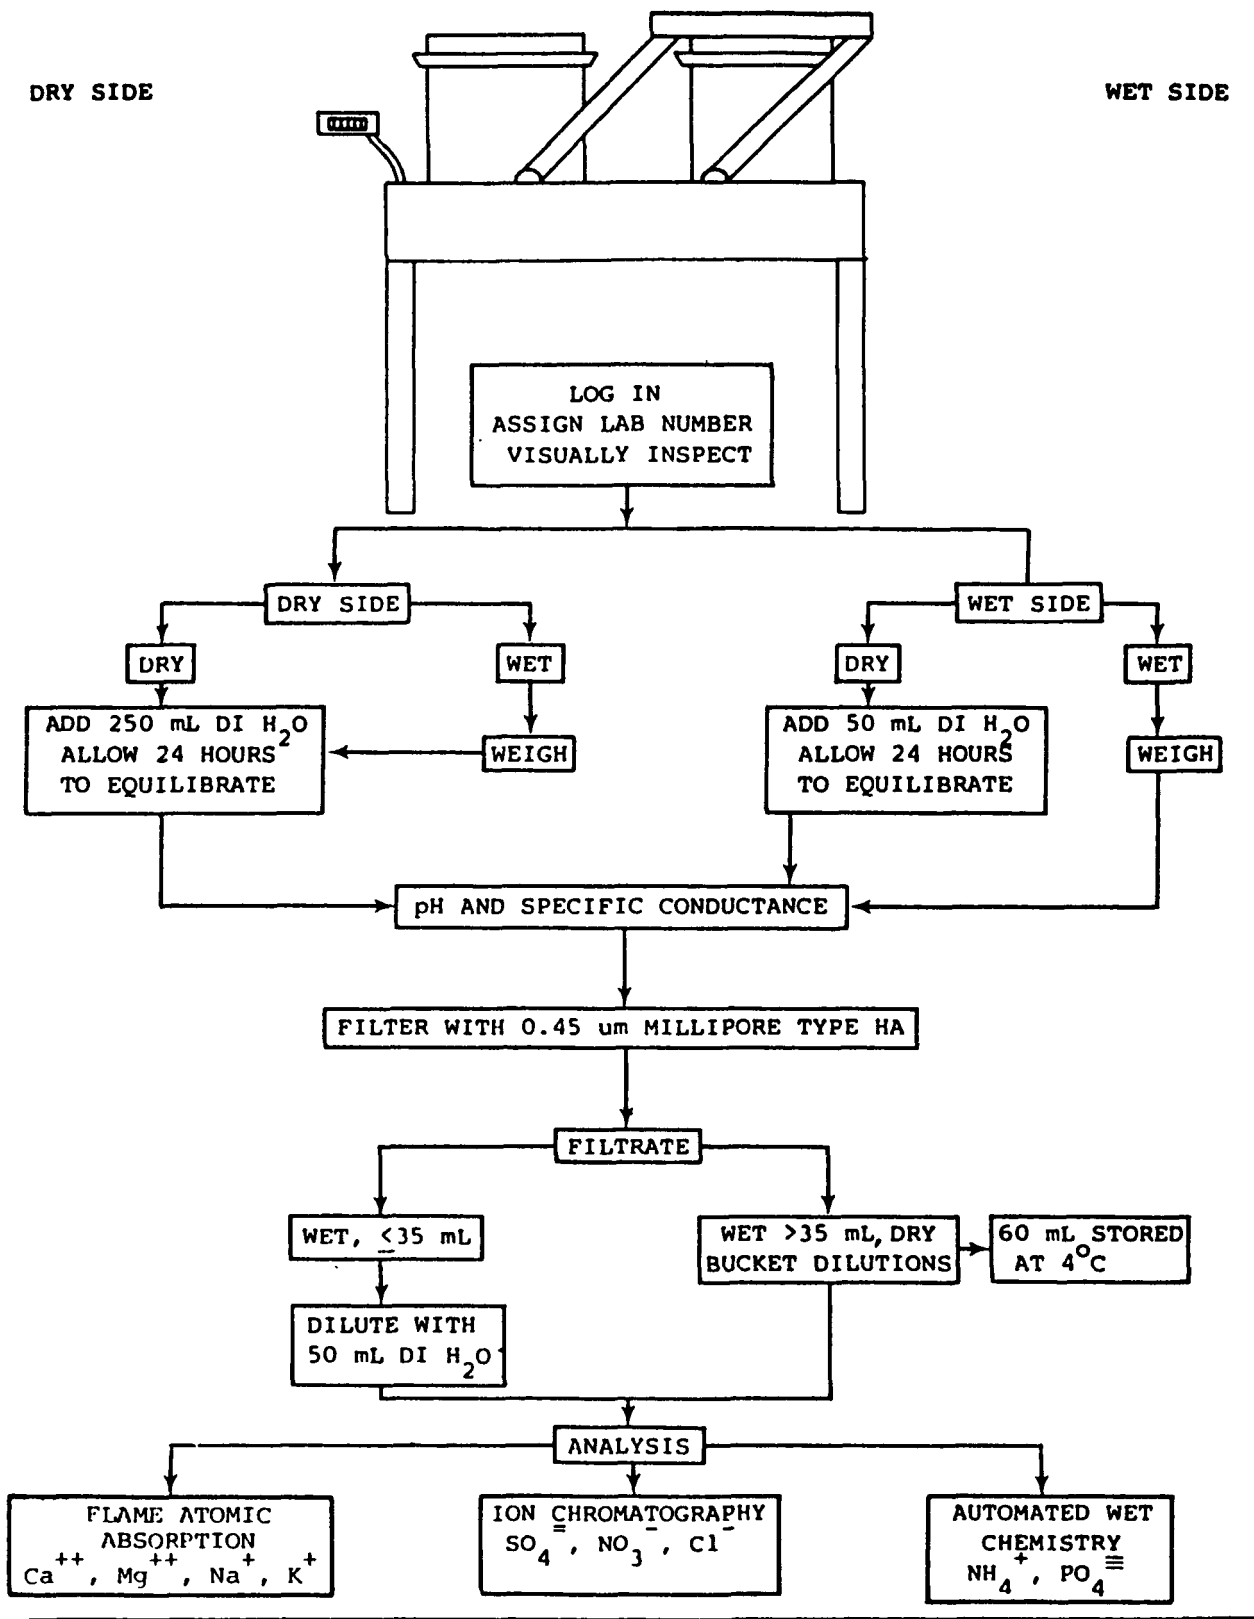 DRY SIDE
WET SIDE
LOG IN
ASSIGN LAB NUMBER
VISUALLY INSPECT
DRY SIDE
WET SIDE
DRY
WET
DRY
WET
ADD 250 mL DI H₂O
ALLOW 24 HOURS
TO EQUILIBRATE
WEIGH
ADD 50 mL DI H₂O
ALLOW 24 HOURS
TO EQUILIBRATE
WEIGH
pH AND SPECIFIC CONDUCTANCE
FILTER WITH 0.45 um MILLIPORE TYPE HA
FILTRATE
WET, ≤35 mL
WET >35 mL, DRY
BUCKET DILUTIONS
60 mL STORED
AT 4°C
DILUTE WITH
50 mL DI H₂O
ANALYSIS
FLAME ATOMIC
ABSORPTION
Ca⁺⁺, Mg⁺⁺, Na⁺, K⁺
ION CHROMATOGRAPHY
SO₄⁼, NO₃⁻, Cl⁻
AUTOMATED WET
CHEMISTRY
NH₄⁺, PO₄≡